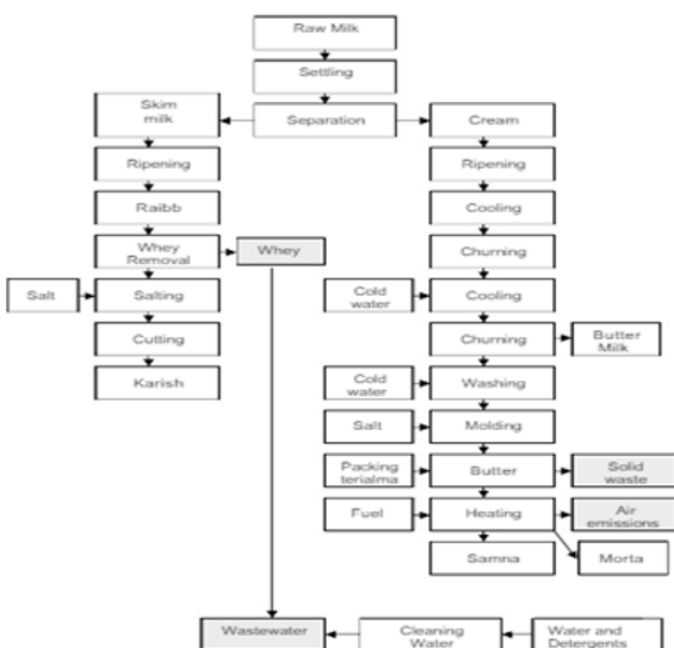 Raw Milk
Settling
Skim
milk
Separation
Cream
Ripening
Ripening
Raibb
Cooling
Whey
Removal
Whey
Churning
Salt
Salting
Cold
water
Cooling
Cutting
Churning
Butter
Milk
Karish
Cold
water
Washing
Salt
Molding
Packing
terialma
Butter
Solid
waste
Fuel
Heating
Air
emissions
Samna
Morta
Wastewater
Cleaning
Water
Water and
Detergents